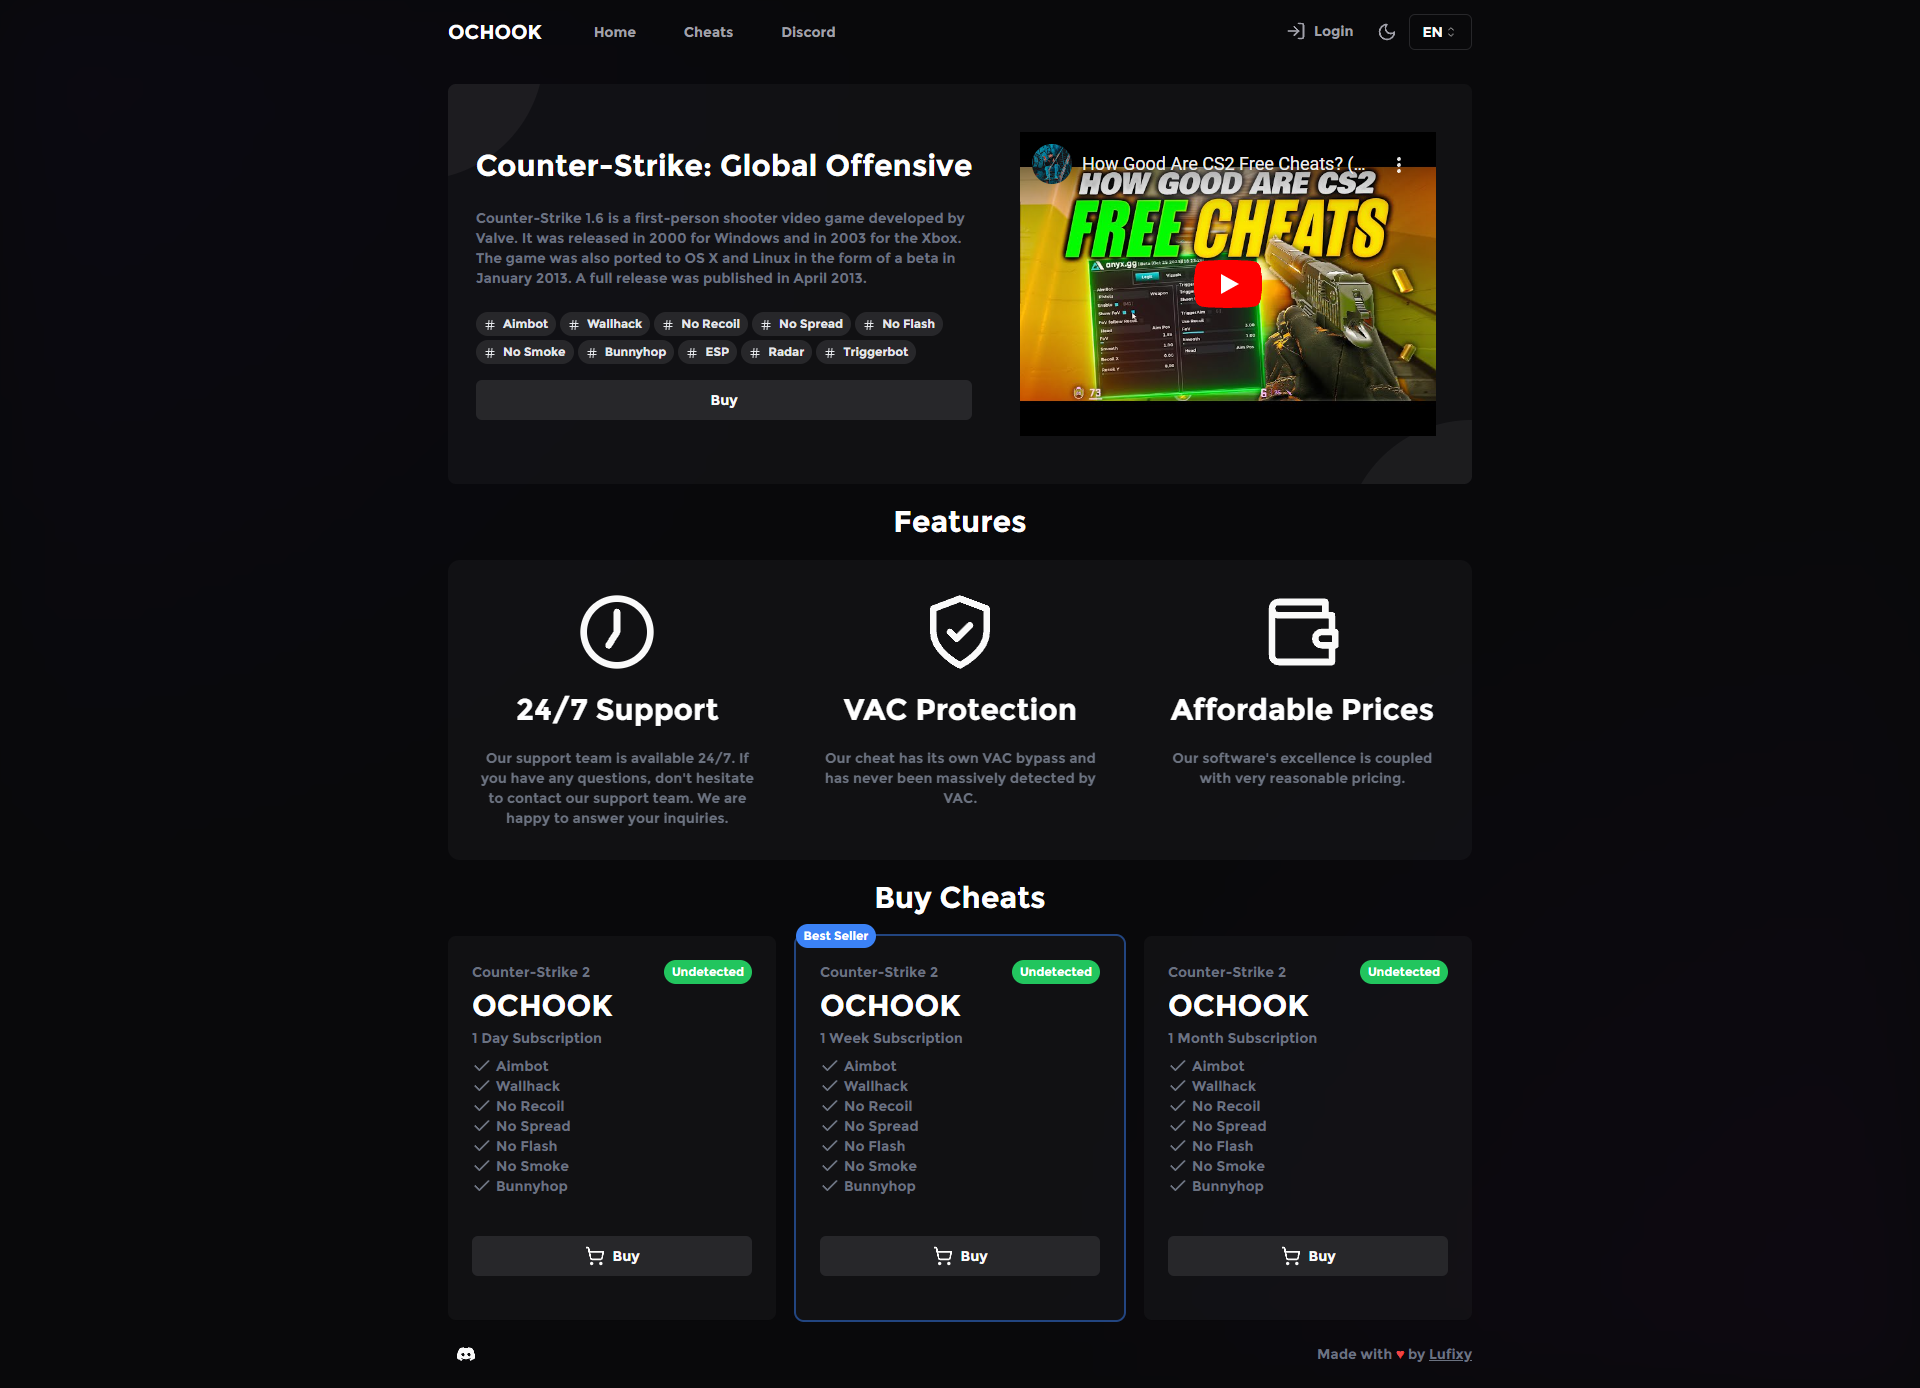 OCHOOK
Home
Cheats
Discord
Login
EN
Counter-Strike: Global Offensive
Counter-Strike 1.6 is a first-person shooter video game developed by
Valve. It was released in 2000 for Windows and in 2003 for the Xbox.
The game was also ported to OS X and Linux in the form of a beta in
January 2013. A full release was published in April 2013.
# Aimbot # Wallhack # No Recoil # No Spread # No Flash
# No Smoke # Bunnyhop # ESP # Radar # Triggerbot
Buy
How Good Are CS2 Free Cheats? (...
HOW GOOD ARE CS2
FREE CHEATS
anyx.gg
73
Features
24/7 Support
Our support team is available 24/7. If
you have any questions, don't hesitate
to contact our support team. We are
happy to answer your inquiries.
VAC Protection
Our cheat has its own VAC bypass and
has never been massively detected by
VAC.
Affordable Prices
Our software's excellence is coupled
with very reasonable pricing.
Buy Cheats
Counter-Strike 2
Undetected
OCHOOK
1 Day Subscription
Aimbot
Wallhack
No Recoil
No Spread
No Flash
No Smoke
Bunnyhop
Buy
Best Seller
Counter-Strike 2
Undetected
OCHOOK
1 Week Subscription
Aimbot
Wallhack
No Recoil
No Spread
No Flash
No Smoke
Bunnyhop
Buy
Counter-Strike 2
Undetected
OCHOOK
1 Month Subscription
Aimbot
Wallhack
No Recoil
No Spread
No Flash
No Smoke
Bunnyhop
Buy
Made with ♥ by Lufixy